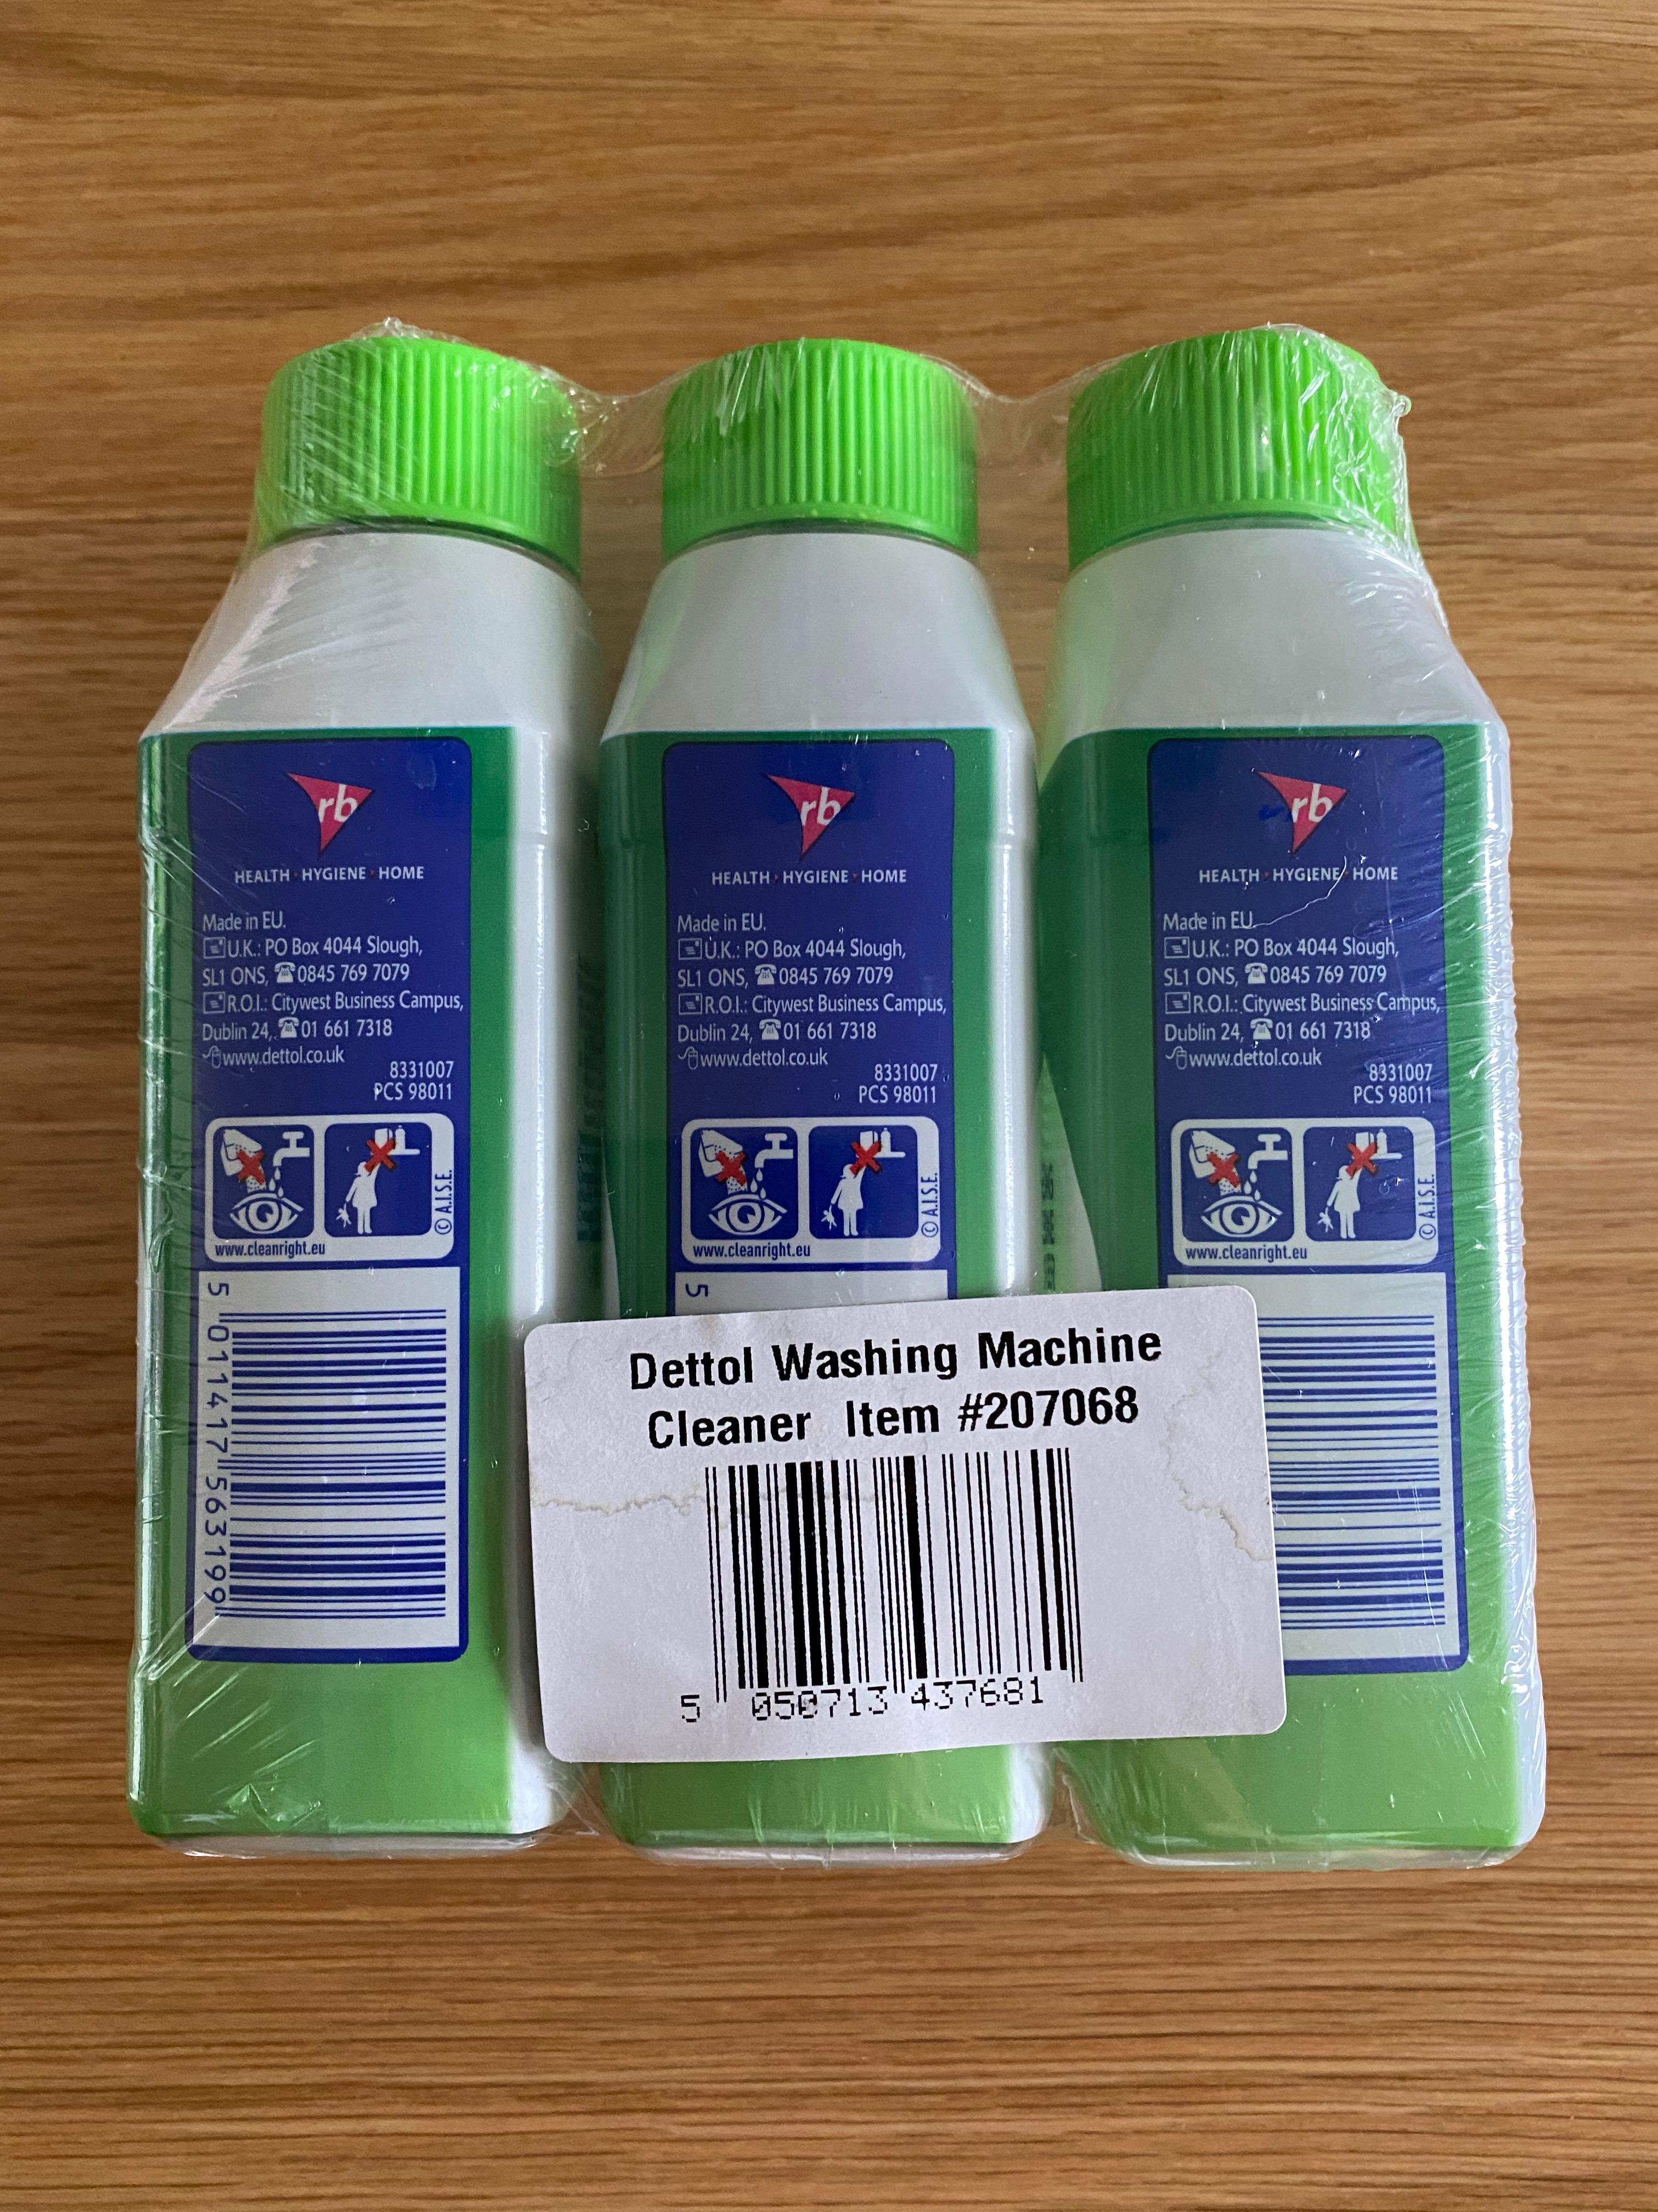 rb
HEALTH · HYGIENE · HOME
Made in EU.
U.K.: PO Box 4044 Slough,
SL1 ONS, 0845 769 7079
R.O.I.: Citywest Business Campus,
Dublin 24, 01 661 7318
www.dettol.co.uk
8331007
PCS 98011
© A.I.S.E.
www.cleanright.eu
5 011417 563199
rb
HEALTH · HYGIENE · HOME
Made in EU.
U.K.: PO Box 4044 Slough,
SL1 ONS, 0845 769 7079
R.O.I.: Citywest Business Campus,
Dublin 24, 01 661 7318
www.dettol.co.uk
8331007
PCS 98011
© A.I.S.E.
www.cleanright.eu
5
rb
HEALTH · HYGIENE · HOME
Made in EU.
U.K.: PO Box 4044 Slough,
SL1 ONS, 0845 769 7079
R.O.I.: Citywest Business Campus,
Dublin 24, 01 661 7318
www.dettol.co.uk
8331007
PCS 98011
© A.I.S.E.
www.cleanright.eu
Dettol Washing Machine
Cleaner Item #207068
5 050713 437681